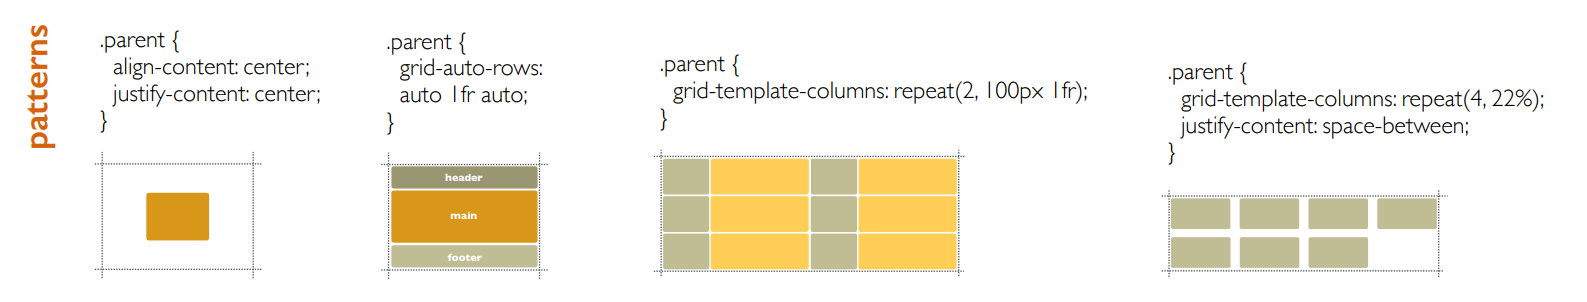 patterns
.parent {
align-content: center;
justify-content: center;
}
.parent {
grid-auto-rows:
auto 1fr auto;
}
header
main
footer
.parent {
grid-template-columns: repeat(2, 100px 1fr);
}
.parent {
grid-template-columns: repeat(4, 22%);
justify-content: space-between;
}